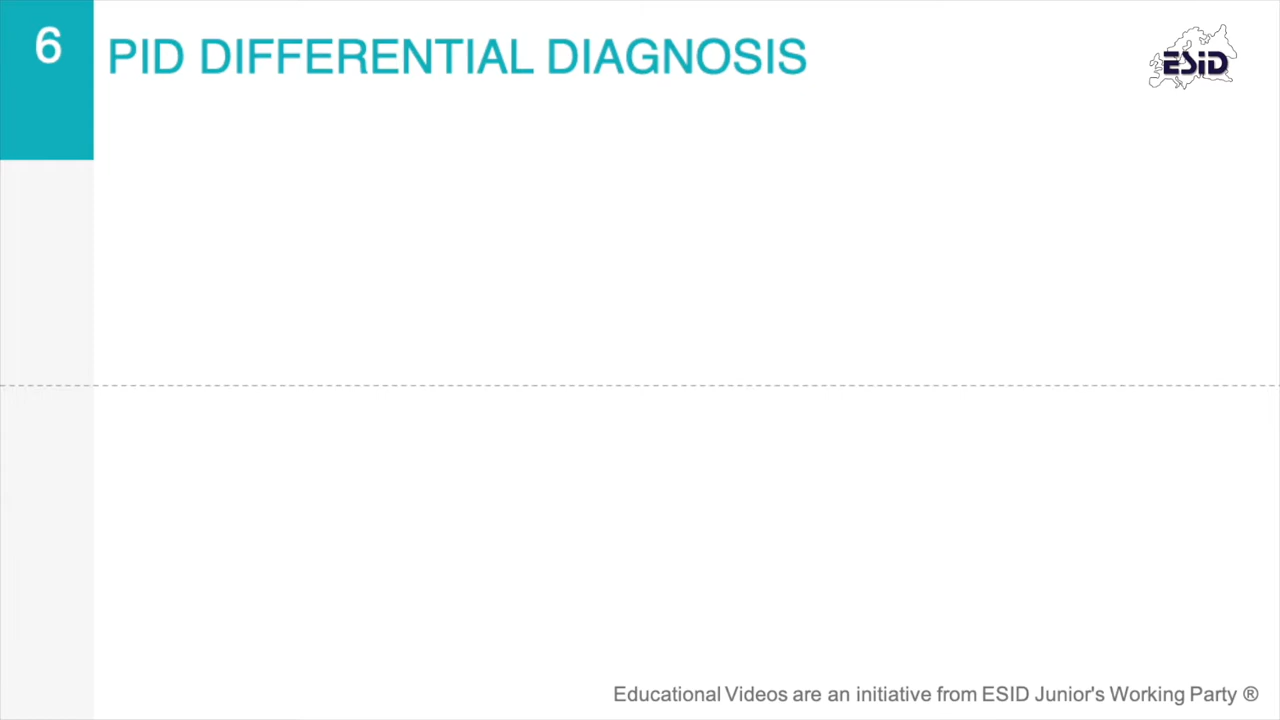 6
PID DIFFERENTIAL DIAGNOSIS
ESiD
Educational Videos are an initiative from ESID Junior's Working Party ®